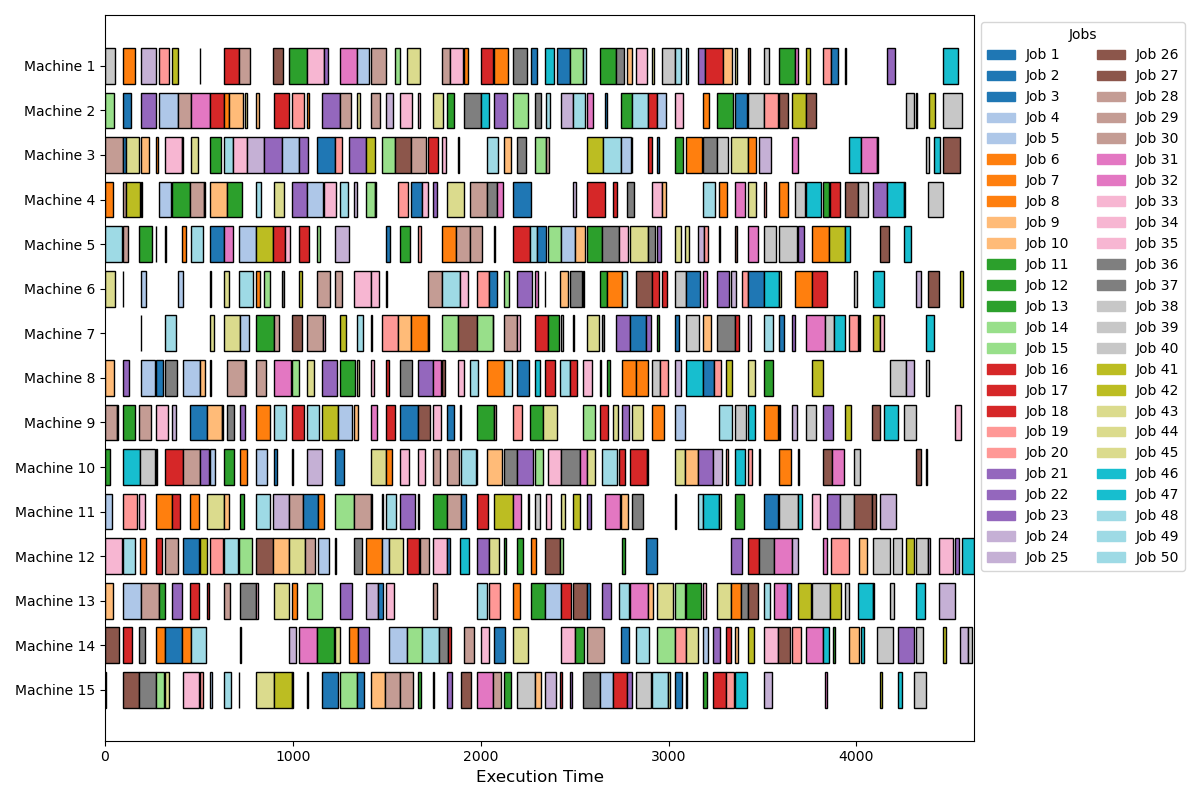 Machine 1
Machine 2
Machine 3
Machine 4
Machine 5
Machine 6
Machine 7
Machine 8
Machine 9
Machine 10
Machine 11
Machine 12
Machine 13
Machine 14
Machine 15
0 1000 2000 3000 4000
Execution Time
Jobs
Job 1
Job 2
Job 3
Job 4
Job 5
Job 6
Job 7
Job 8
Job 9
Job 10
Job 11
Job 12
Job 13
Job 14
Job 15
Job 16
Job 17
Job 18
Job 19
Job 20
Job 21
Job 22
Job 23
Job 24
Job 25
Job 26
Job 27
Job 28
Job 29
Job 30
Job 31
Job 32
Job 33
Job 34
Job 35
Job 36
Job 37
Job 38
Job 39
Job 40
Job 41
Job 42
Job 43
Job 44
Job 45
Job 46
Job 47
Job 48
Job 49
Job 50